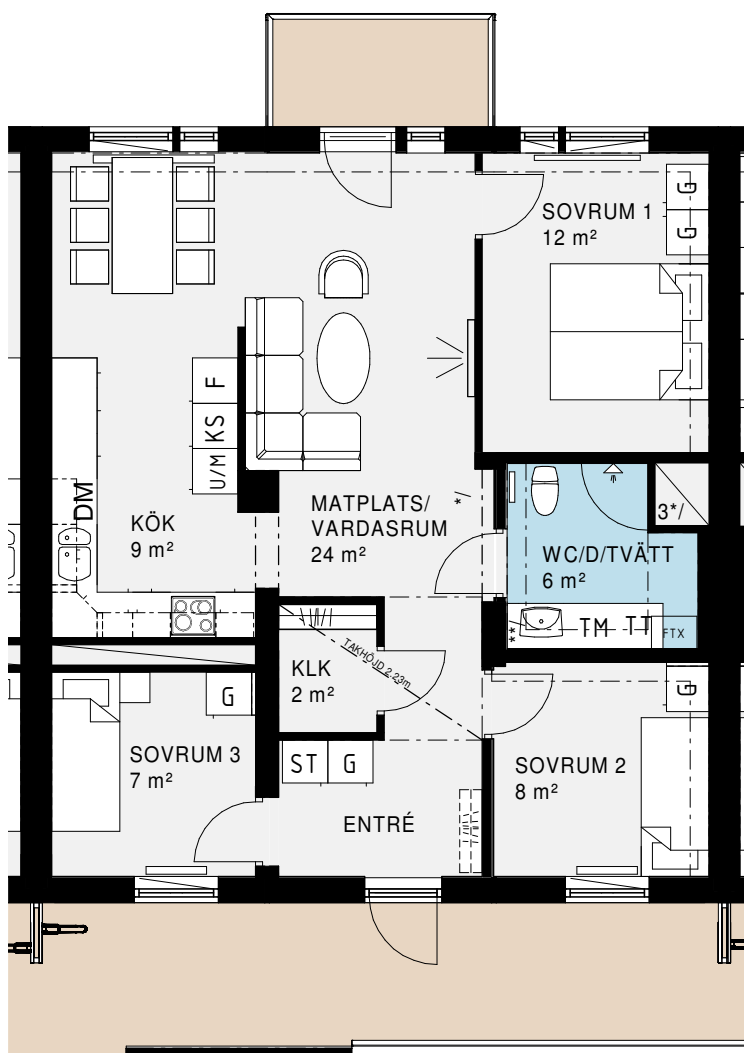 G
SOVRUM 1
12 m²
G
F
KS
U/M
DM
KÖK
9 m²
MATPLATS/
VARDASRUM
24 m²
*/
3*/
WC/D/TVÄTT
6 m²
TM TT
FTX
**/
TAKHÖJD 2.23m
KLK
2 m²
G
G
SOVRUM 3
7 m²
ST
G
SOVRUM 2
8 m²
ENTRÉ